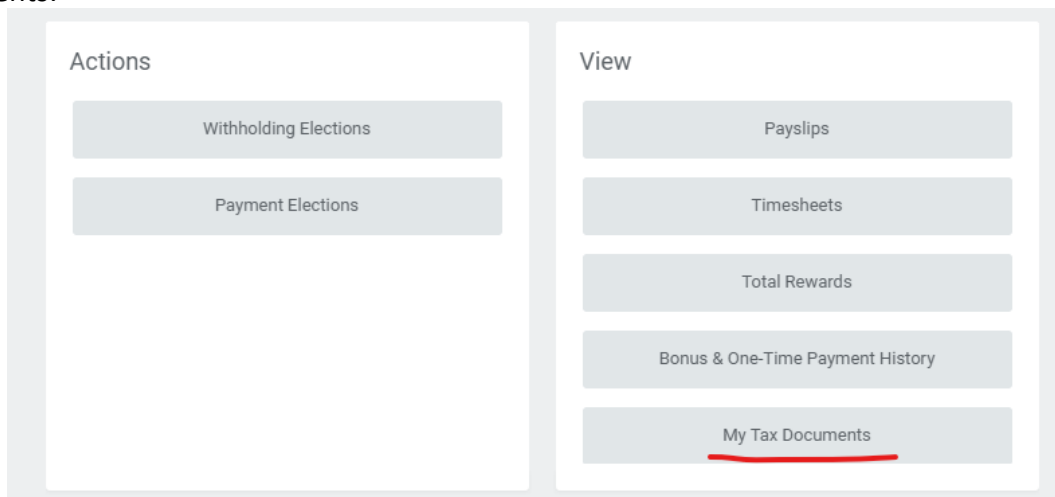 Actions
Withholding Elections
Payment Elections
View
Payslips
Timesheets
Total Rewards
Bonus & One-Time Payment History
My Tax Documents